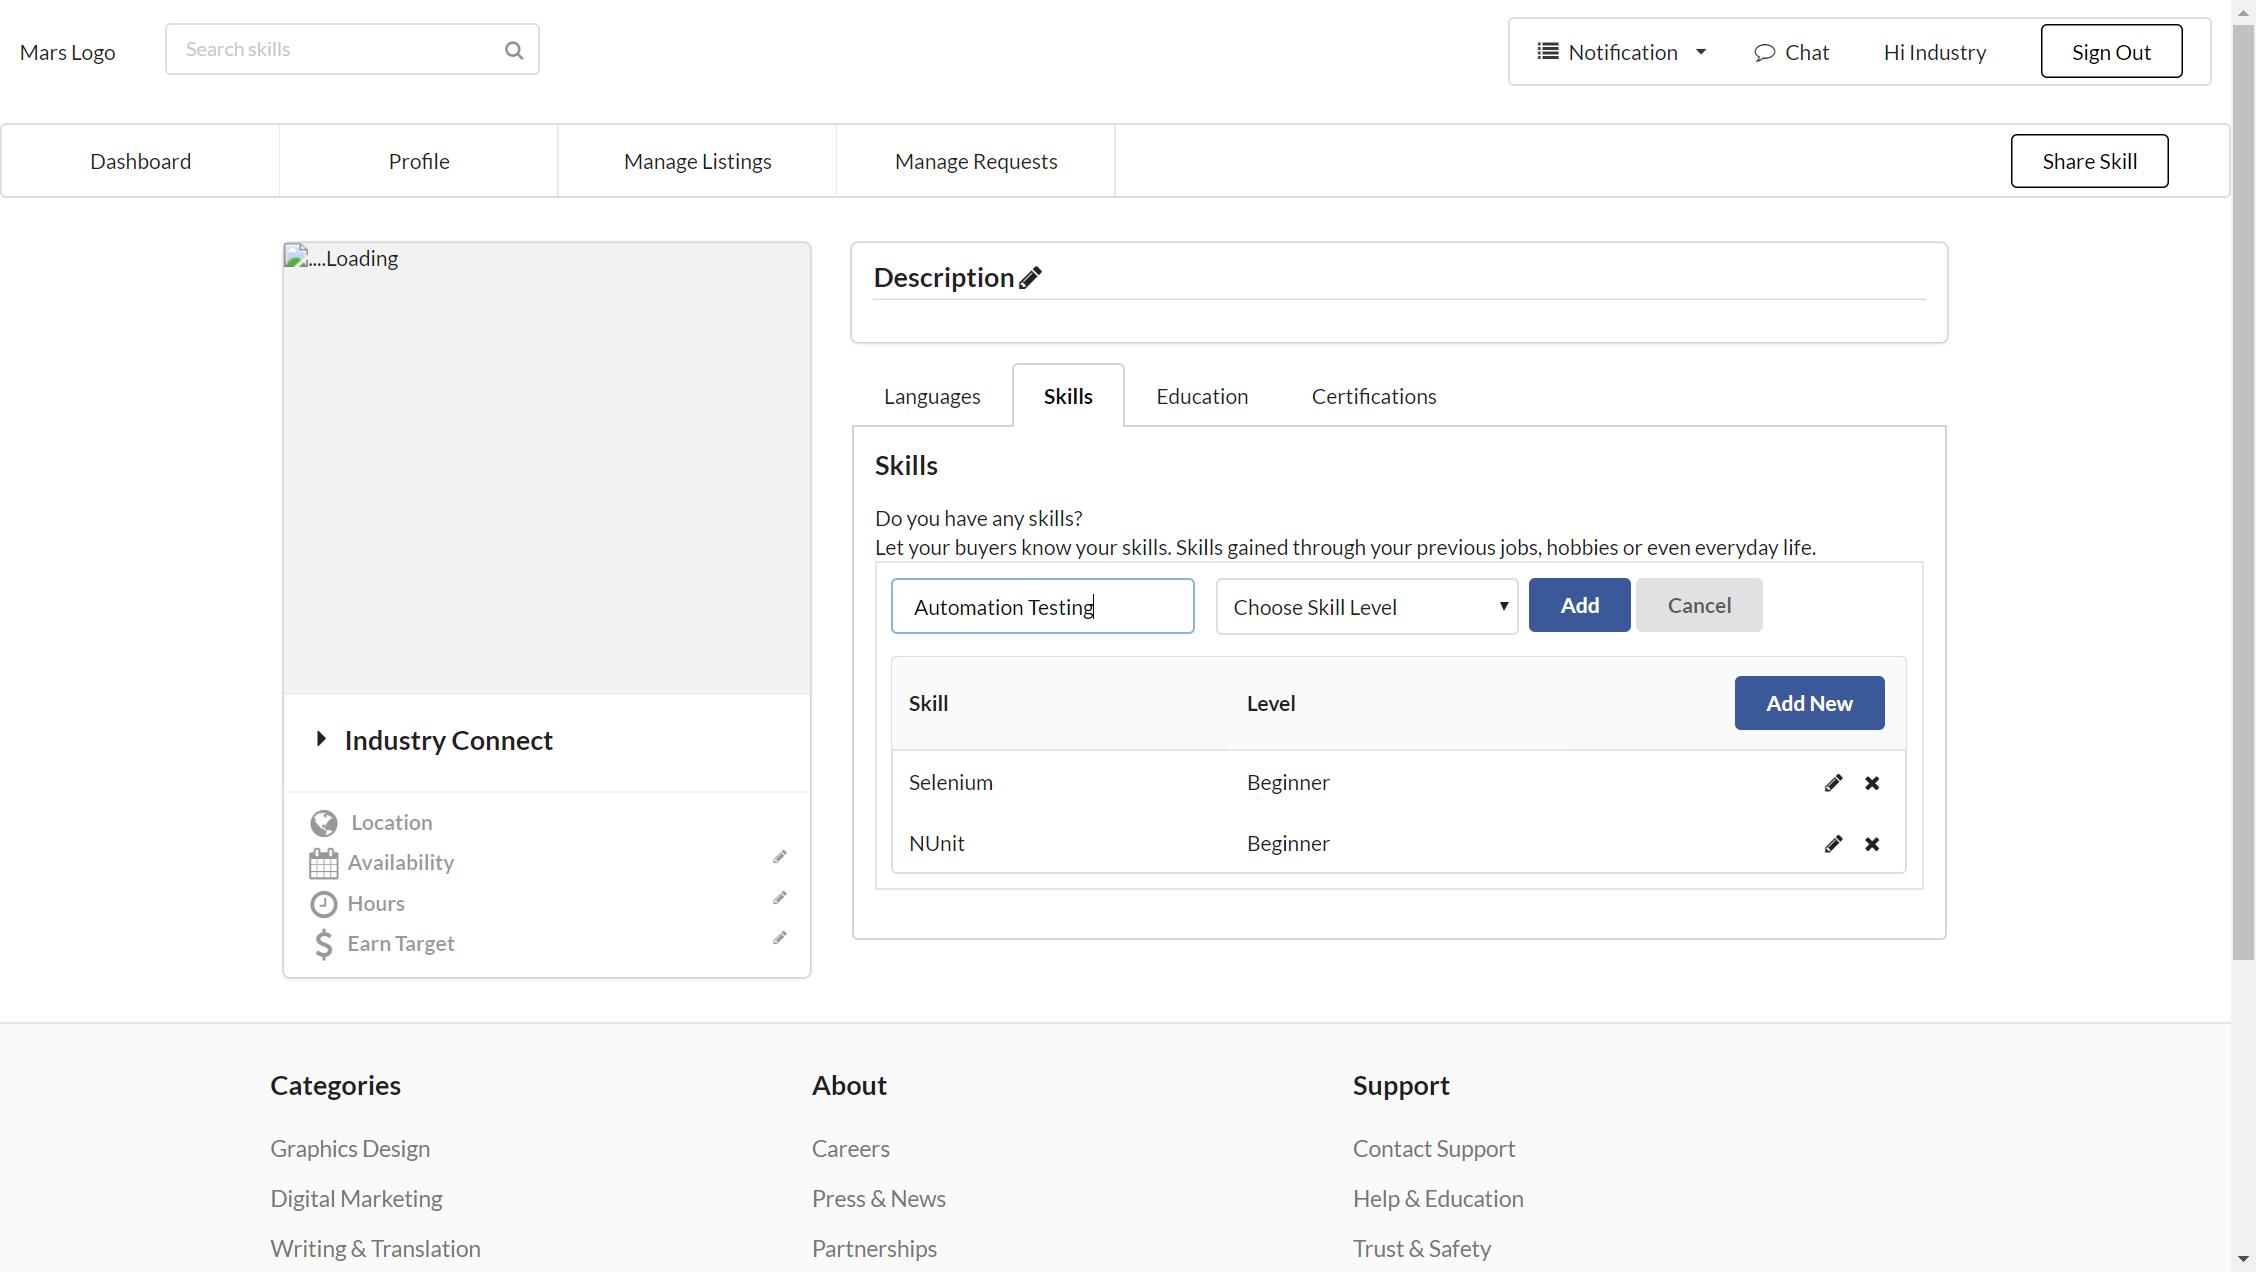 Mars Logo
Search skills
Notification
Chat
Hi Industry
Sign Out
Dashboard
Profile
Manage Listings
Manage Requests
Share Skill
....Loading
Industry Connect
Location
Availability
Hours
Earn Target
Description
Languages
Skills
Education
Certifications
Skills
Do you have any skills?
Let your buyers know your skills. Skills gained through your previous jobs, hobbies or even everyday life.
Automation Testing
Choose Skill Level
Add
Cancel
Skill
Level
Add New
Selenium
Beginner
NUnit
Beginner
Categories
Graphics Design
Digital Marketing
Writing & Translation
About
Careers
Press & News
Partnerships
Support
Contact Support
Help & Education
Trust & Safety